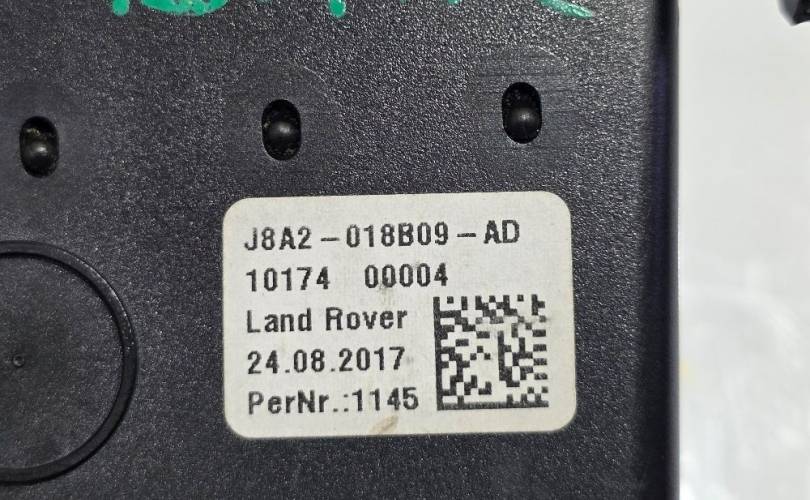 J8A2-018B09-AD
10174 00004
Land Rover
24.08.2017
PerNr.:1145